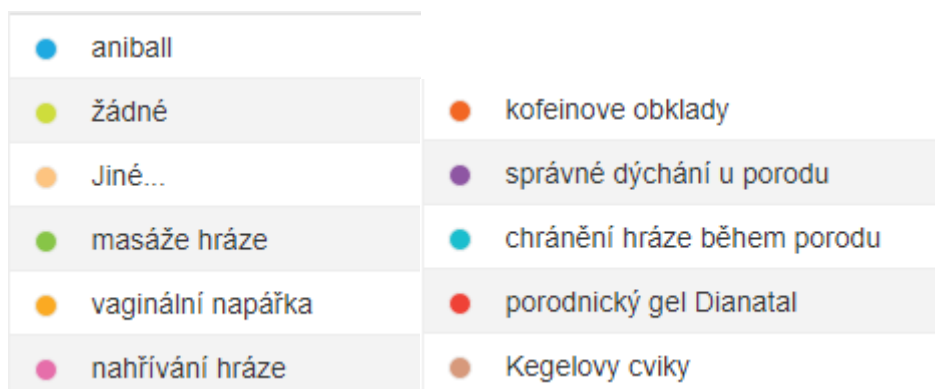 aniball
žádné
Jiné...
masáže hráze
vaginální napářka
nahřívání hráze
kofeinove obklady
správné dýchání u porodu
chránění hráze během porodu
porodnický gel Dianatal
Kegelovy cviky